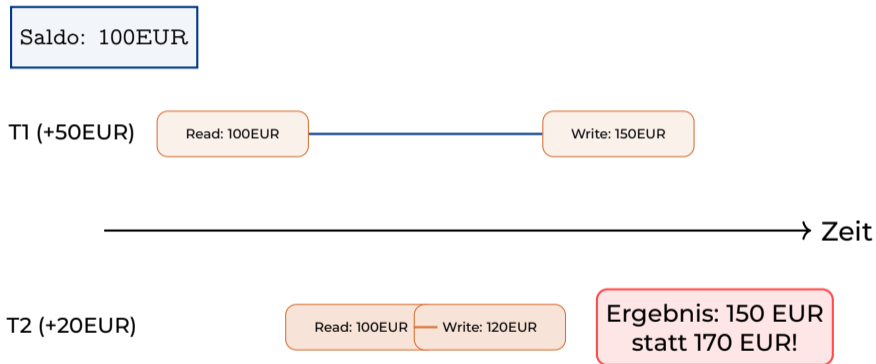 Saldo: 100EUR
T1 (+50EUR)
Read: 100EUR
Write: 150EUR
Zeit
T2 (+20EUR)
Read: 100EUR
Write: 120EUR
Ergebnis: 150 EUR
statt 170 EUR!